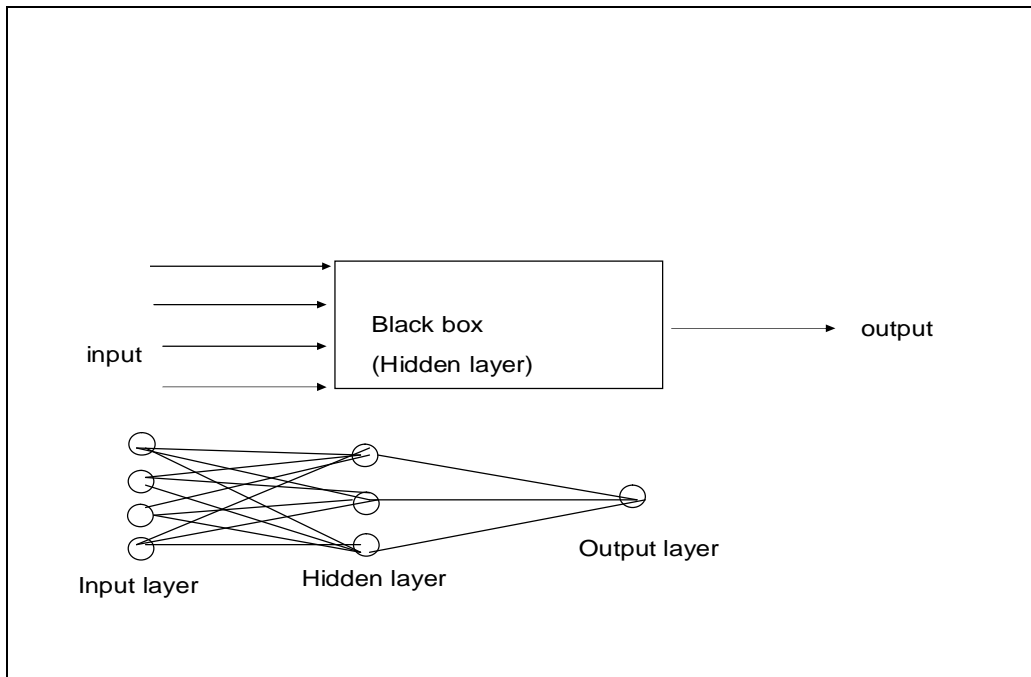 input
Black box
(Hidden layer)
output
Input layer
Hidden layer
Output layer